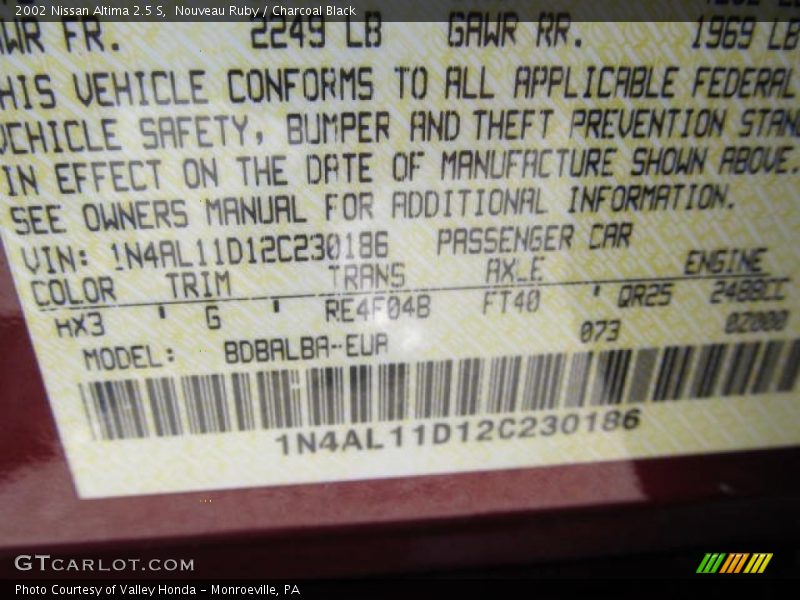 2002 Nissan Altima 2.5 S, Nouveau Ruby / Charcoal Black
FR. 2249 LB GAWR RR. 1969 LB
HIS VEHICLE CONFORMS TO ALL APPLICABLE FEDERAL
VEHICLE SAFETY, BUMPER AND THEFT PREVENTION STAN
IN EFFECT ON THE DATE OF MANUFACTURE SHOWN ABOVE.
SEE OWNERS MANUAL FOR ADDITIONAL INFORMATION.
VIN: 1N4AL11D12C230186 PASSENGER CAR
COLOR TRIM TRANS AXLE ENGINE
HX3 ' G ' RE4F04B FT40 ' QR25 2488CC
073 02000
MODEL: BDBALBA-EUA
1N4AL11D12C230186
GTCARLOT.COM
Photo Courtesy of Valley Honda - Monroeville, PA